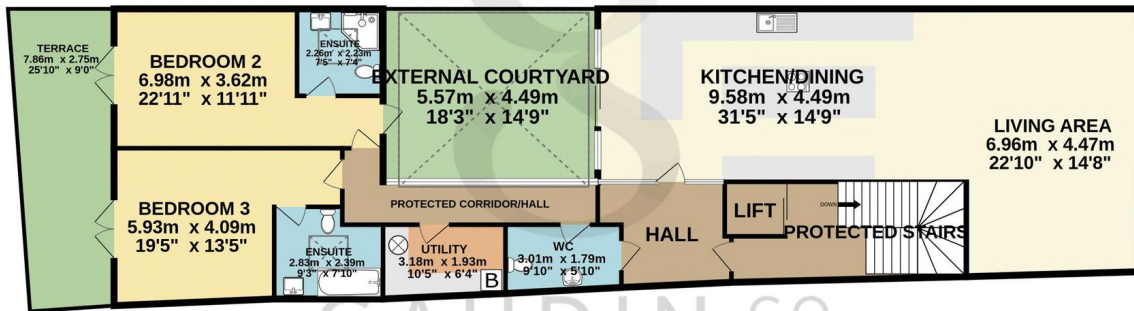 TERRACE
7.86m x 2.75m
25'10" x 9'0"
BEDROOM 2
6.98m x 3.62m
22'11" x 11'11"
ENSUITE
2.26m x 2.23m
7'5" x 7'4"
EXTERNAL COURTYARD
5.57m x 4.49m
18'3" x 14'9"
KITCHEN/DINING
9.58m x 4.49m
31'5" x 14'9"
LIVING AREA
6.96m x 4.47m
22'10" x 14'8"
BEDROOM 3
5.93m x 4.09m
19'5" x 13'5"
ENSUITE
2.83m x 2.39m
9'3" x 7'10"
PROTECTED CORRIDOR/HALL
UTILITY
3.18m x 1.93m
10'5" x 6'4"
B
WC
3.01m x 1.79m
9'10" x 5'10"
HALL
LIFT
DOWN
PROTECTED STAIRS